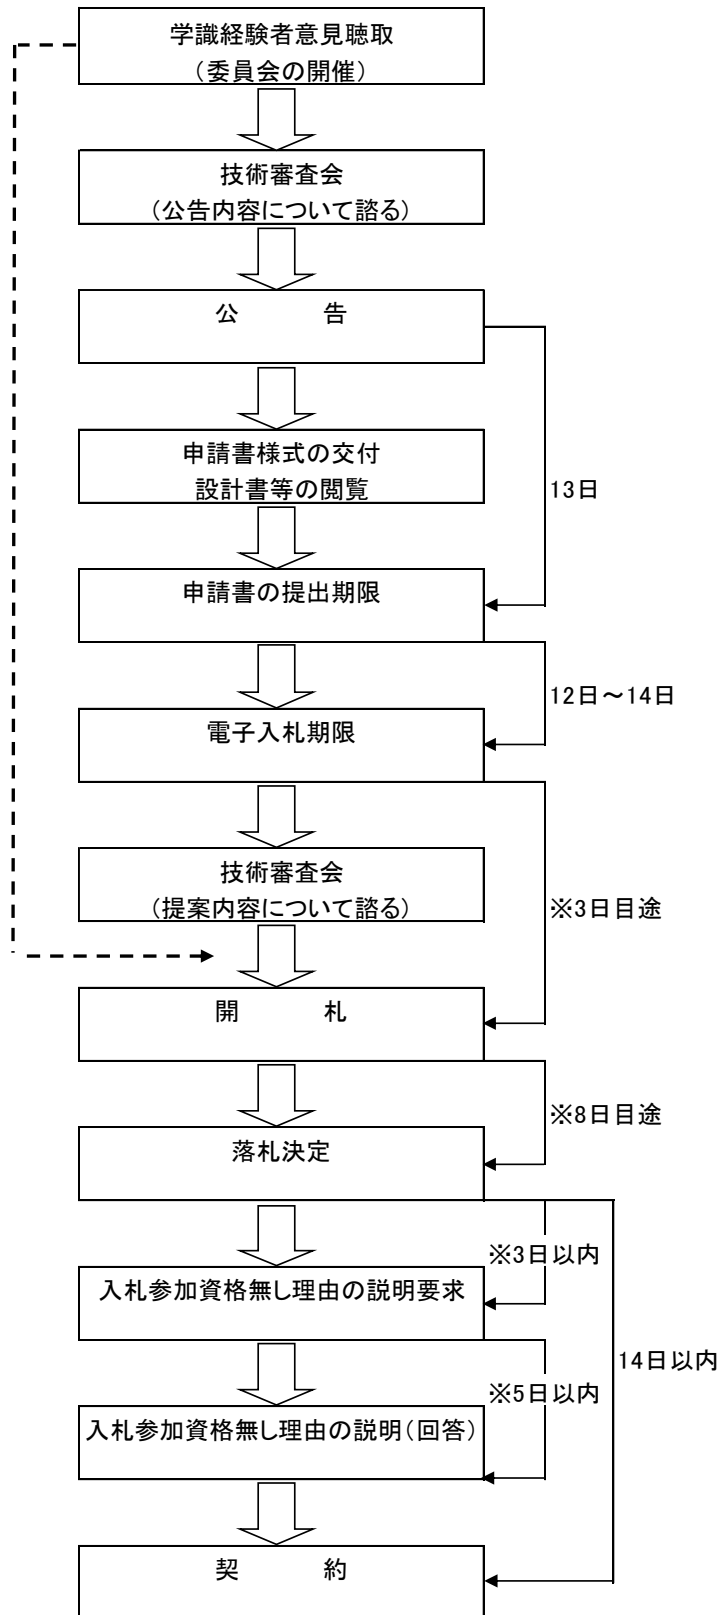 学識経験者意見聴取
（委員会の開催）
技術審査会
（公告内容について諮る）
公　　　告
申請書様式の交付
設計書等の閲覧
13日
申請書の提出期限
12日～14日
電子入札期限
技術審査会
（提案内容について諮る）
※3日目途
開　　　札
※8日目途
落札決定
※3日以内
入札参加資格無し理由の説明要求
14日以内
※5日以内
入札参加資格無し理由の説明（回答）
契　　　約